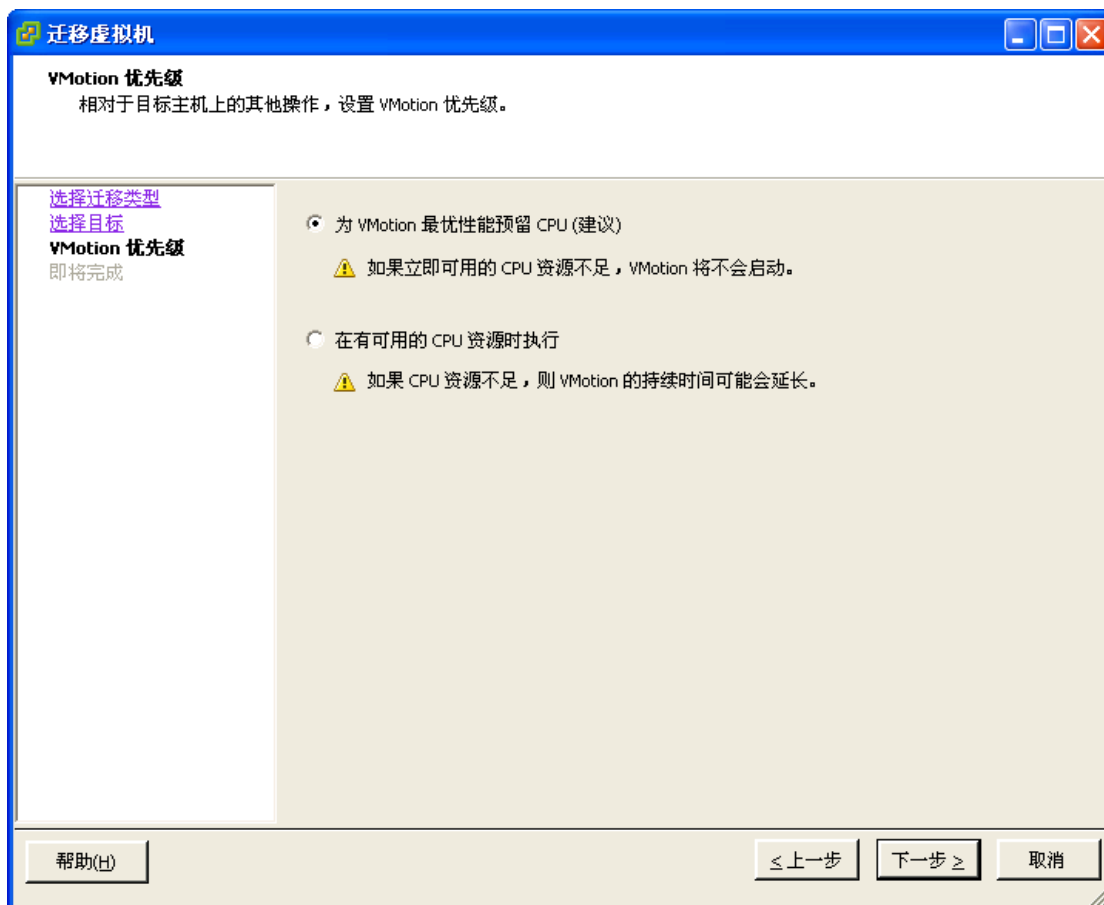 迁移虚拟机
VMotion 优先级
相对于目标主机上的其他操作，设置 VMotion 优先级。
选择迁移类型
选择目标
VMotion 优先级
即将完成
为 VMotion 最优性能预留 CPU (建议)
如果立即可用的 CPU 资源不足，VMotion 将不会启动。
在有可用的 CPU 资源时执行
如果 CPU 资源不足，则 VMotion 的持续时间可能会延长。
帮助(H)
≤ 上一步
下一步 ≥
取消